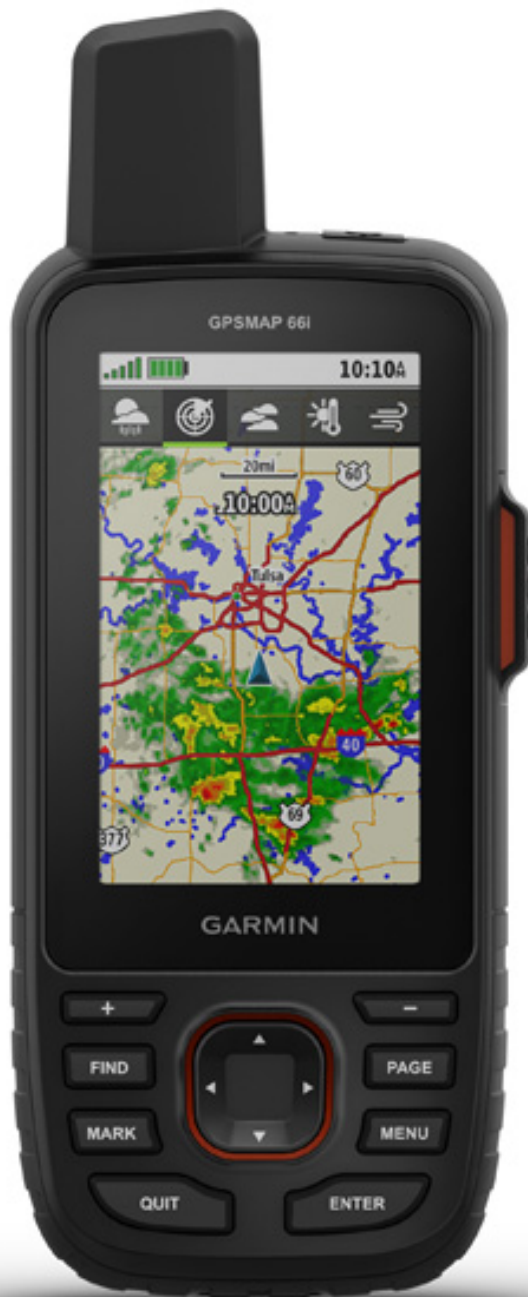 GPSMAP 66i
10:10A
20mi
60
10:00A
Tulsa
40
69
377
GARMIN
+ −
FIND PAGE
MARK MENU
QUIT ENTER